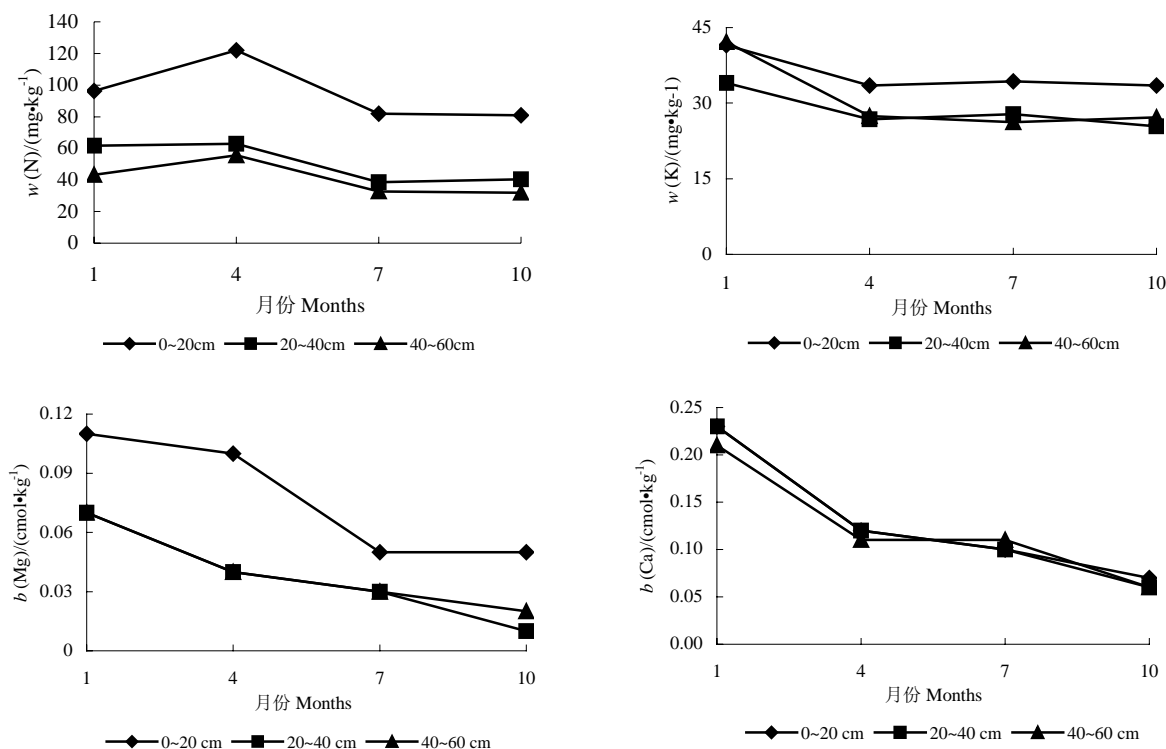 w (N)/(mg•kg-1)
140
120
100
80
60
40
20
0
1 4 7 10
月份 Months
0~20cm 20~40cm 40~60cm
w (K)/(mg•kg-1)
45
30
15
0
1 4 7 10
月份 Months
0~20cm 20~40cm 40~60cm
b (Mg)/(cmol•kg-1)
0.12
0.09
0.06
0.03
0
1 4 7 10
月份 Months
0~20 cm 20~40 cm 40~60 cm
b (Ca)/(cmol•kg-1)
0.25
0.20
0.15
0.10
0.05
0.00
1 4 7 10
月份 Months
0~20 cm 20~40 cm 40~60 cm